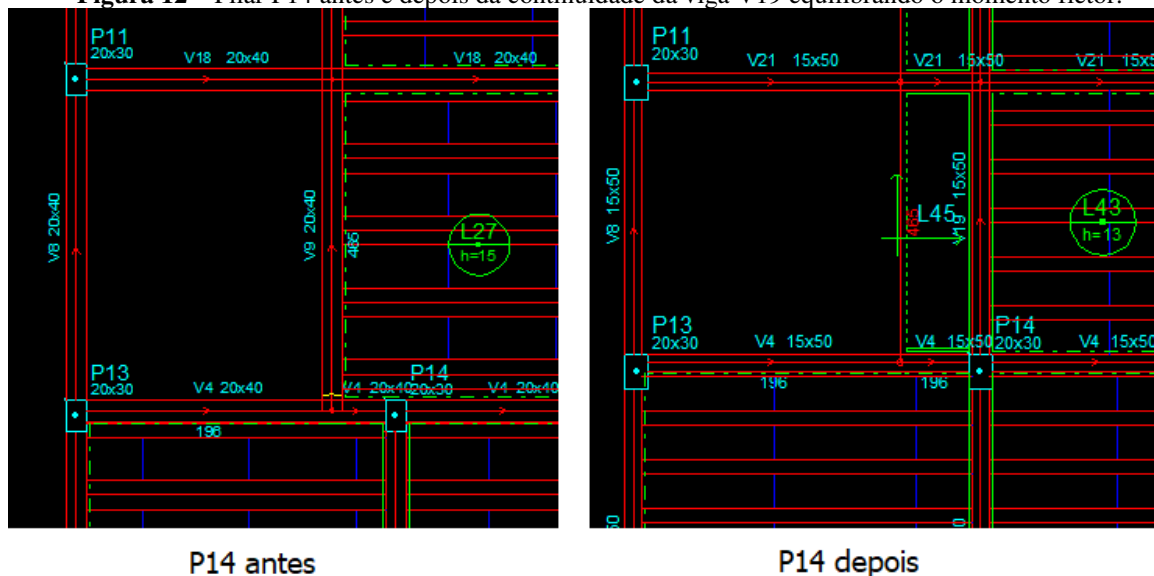 Figura 12 – Pilar P14 antes e depois da continuidade da viga V19 equilibrando o momento fletor.
P11
20x30
V18 20x40
V18 20x40
V8 20x40
V9 20x40
465
L27
h=15
P13
20x30
V4 20x40
196
V4 20x40
P14
20x30
V4 20x40
P14 antes
P11
20x30
V21 15x50
V21 15x50
V21 15x50
V8 15x50
465
L45
V19 15x50
L43
h=13
P13
20x30
V4 15x50
196
V4 15x50
196
P14
20x30
V4 15x50
P14 depois